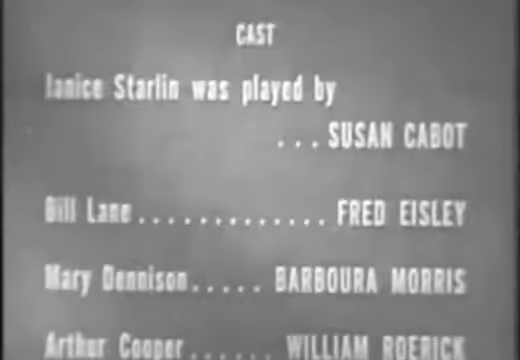 CAST
Janice Starlin was played by
...SUSAN CABOT
Bill Lane.............FRED EISLEY
Mary Dennison.....BARBOURA MORRIS
Arthur Cooper......WILLIAM ROERICK